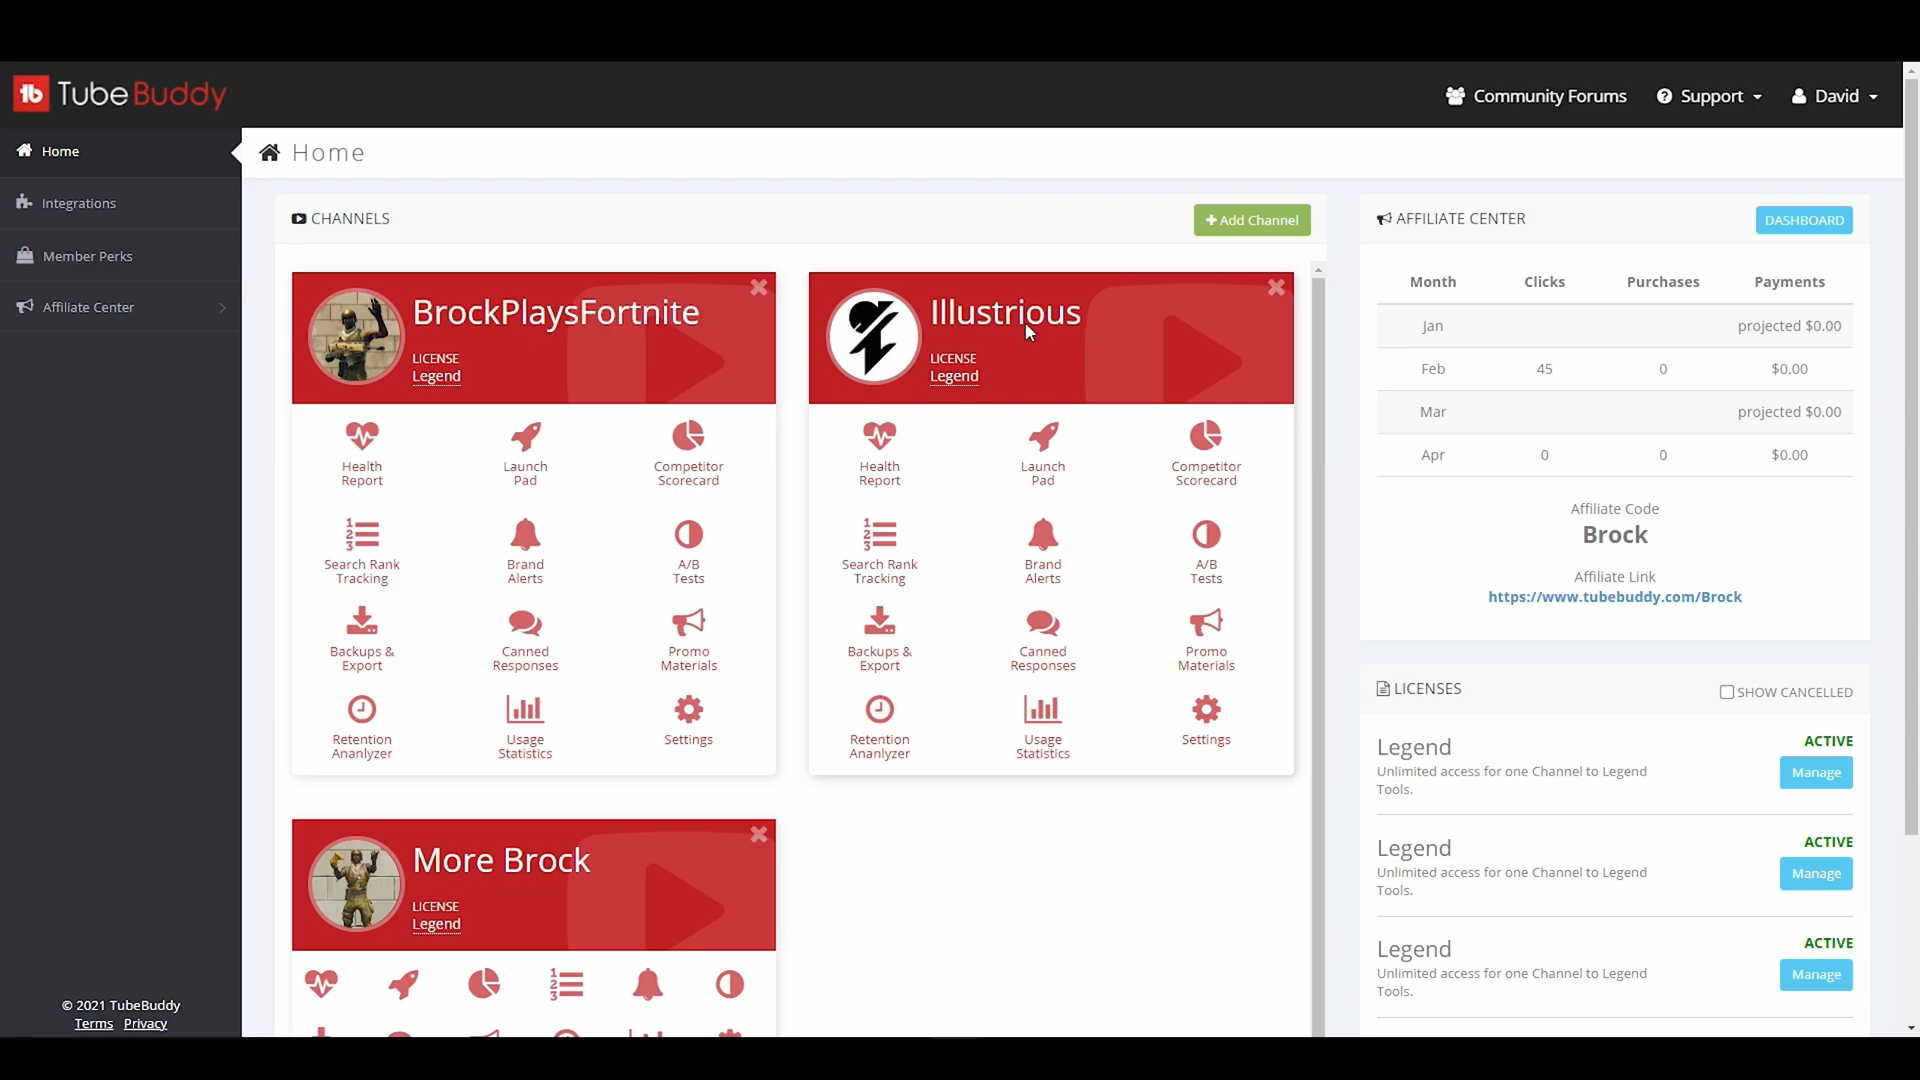 TubeBuddy
Community Forums
Support
David
Home
Integrations
Member Perks
Affiliate Center
© 2021 TubeBuddy
Terms Privacy
Home
CHANNELS
+ Add Channel
BrockPlaysFortnite
LICENSE
Legend
Health
Report
Launch
Pad
Competitor
Scorecard
Search Rank
Tracking
Brand
Alerts
A/B
Tests
Backups &
Export
Canned
Responses
Promo
Materials
Retention
Ananlyzer
Usage
Statistics
Settings
Illustrious
LICENSE
Legend
Health
Report
Launch
Pad
Competitor
Scorecard
Search Rank
Tracking
Brand
Alerts
A/B
Tests
Backups &
Export
Canned
Responses
Promo
Materials
Retention
Ananlyzer
Usage
Statistics
Settings
More Brock
LICENSE
Legend
AFFILIATE CENTER
DASHBOARD
Month Clicks Purchases Payments
Jan projected $0.00
Feb 45 0 $0.00
Mar projected $0.00
Apr 0 0 $0.00
Affiliate Code
Brock
Affiliate Link
https://www.tubebuddy.com/Brock
LICENSES
SHOW CANCELLED
Legend
ACTIVE
Unlimited access for one Channel to Legend
Tools.
Manage
Legend
ACTIVE
Unlimited access for one Channel to Legend
Tools.
Manage
Legend
ACTIVE
Unlimited access for one Channel to Legend
Tools.
Manage